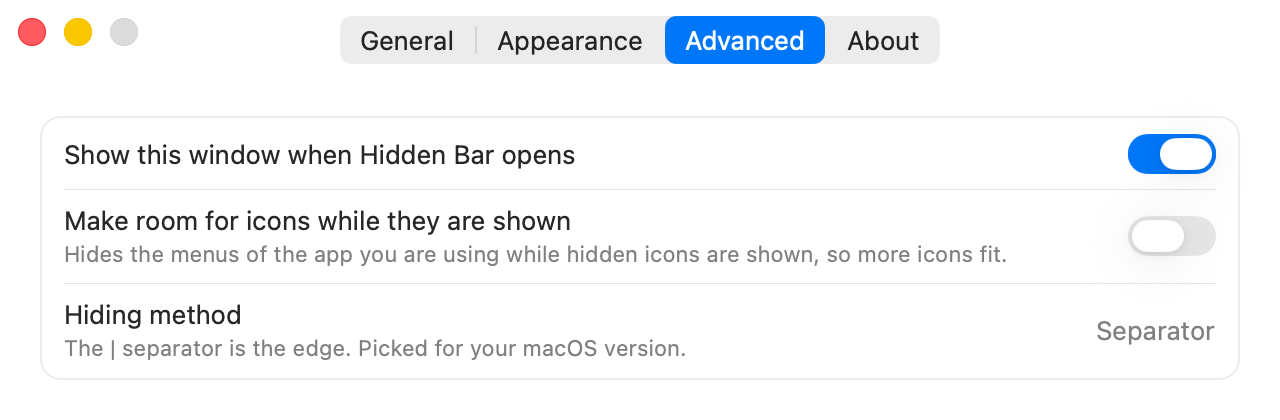 General
Appearance
Advanced
About
Show this window when Hidden Bar opens
Make room for icons while they are shown
Hides the menus of the app you are using while hidden icons are shown, so more icons fit.
Hiding method
The | separator is the edge. Picked for your macOS version.
Separator